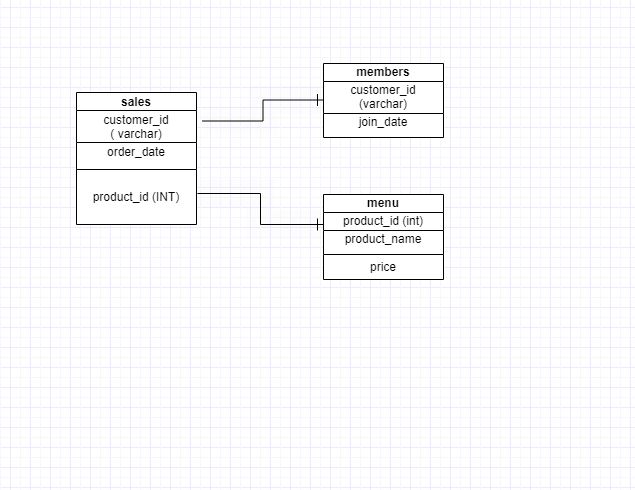 sales
customer_id
( varchar)
order_date
product_id (INT)
members
customer_id
(varchar)
join_date
menu
product_id (int)
product_name
price